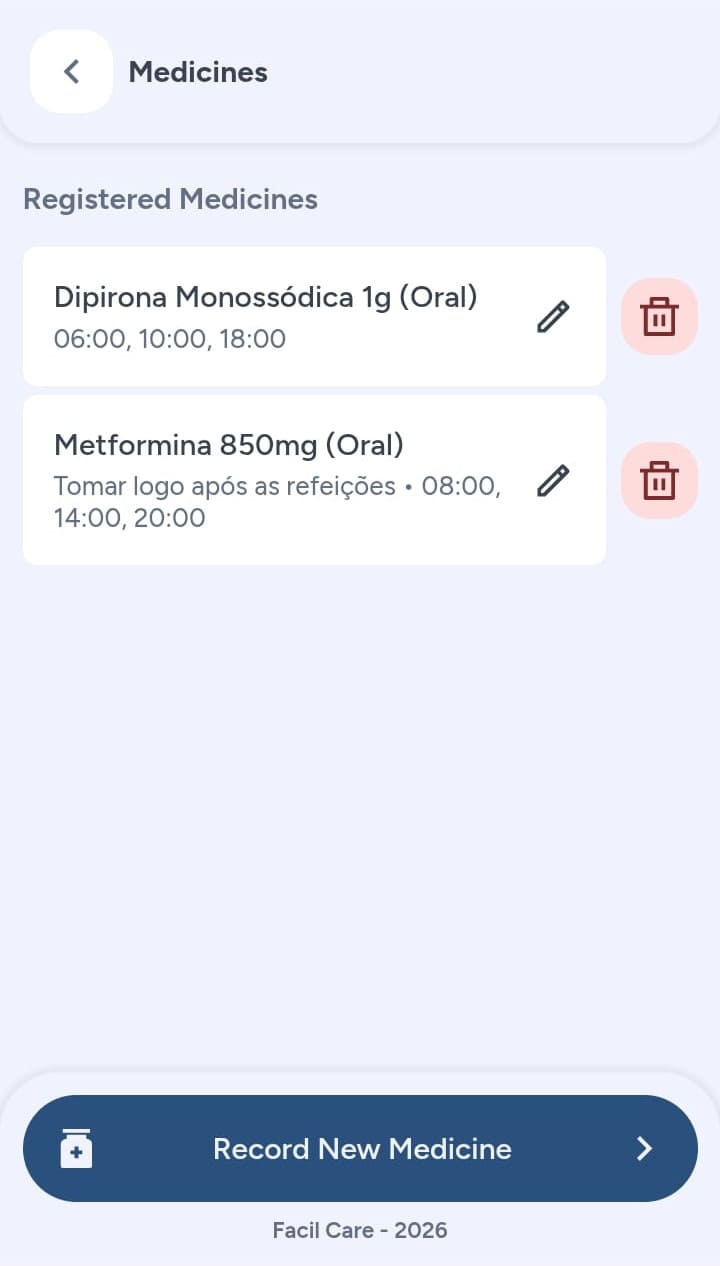 Medicines
Registered Medicines
Dipirona Monossódica 1g (Oral)
06:00, 10:00, 18:00
Metformina 850mg (Oral)
Tomar logo após as refeições • 08:00,
14:00, 20:00
Record New Medicine
Facil Care - 2026